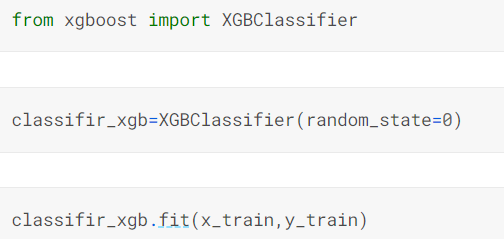 from xgboost import XGBClassifier
classifir_xgb=XGBClassifier(random_state=0)
classifir_xgb.fit(x_train,y_train)